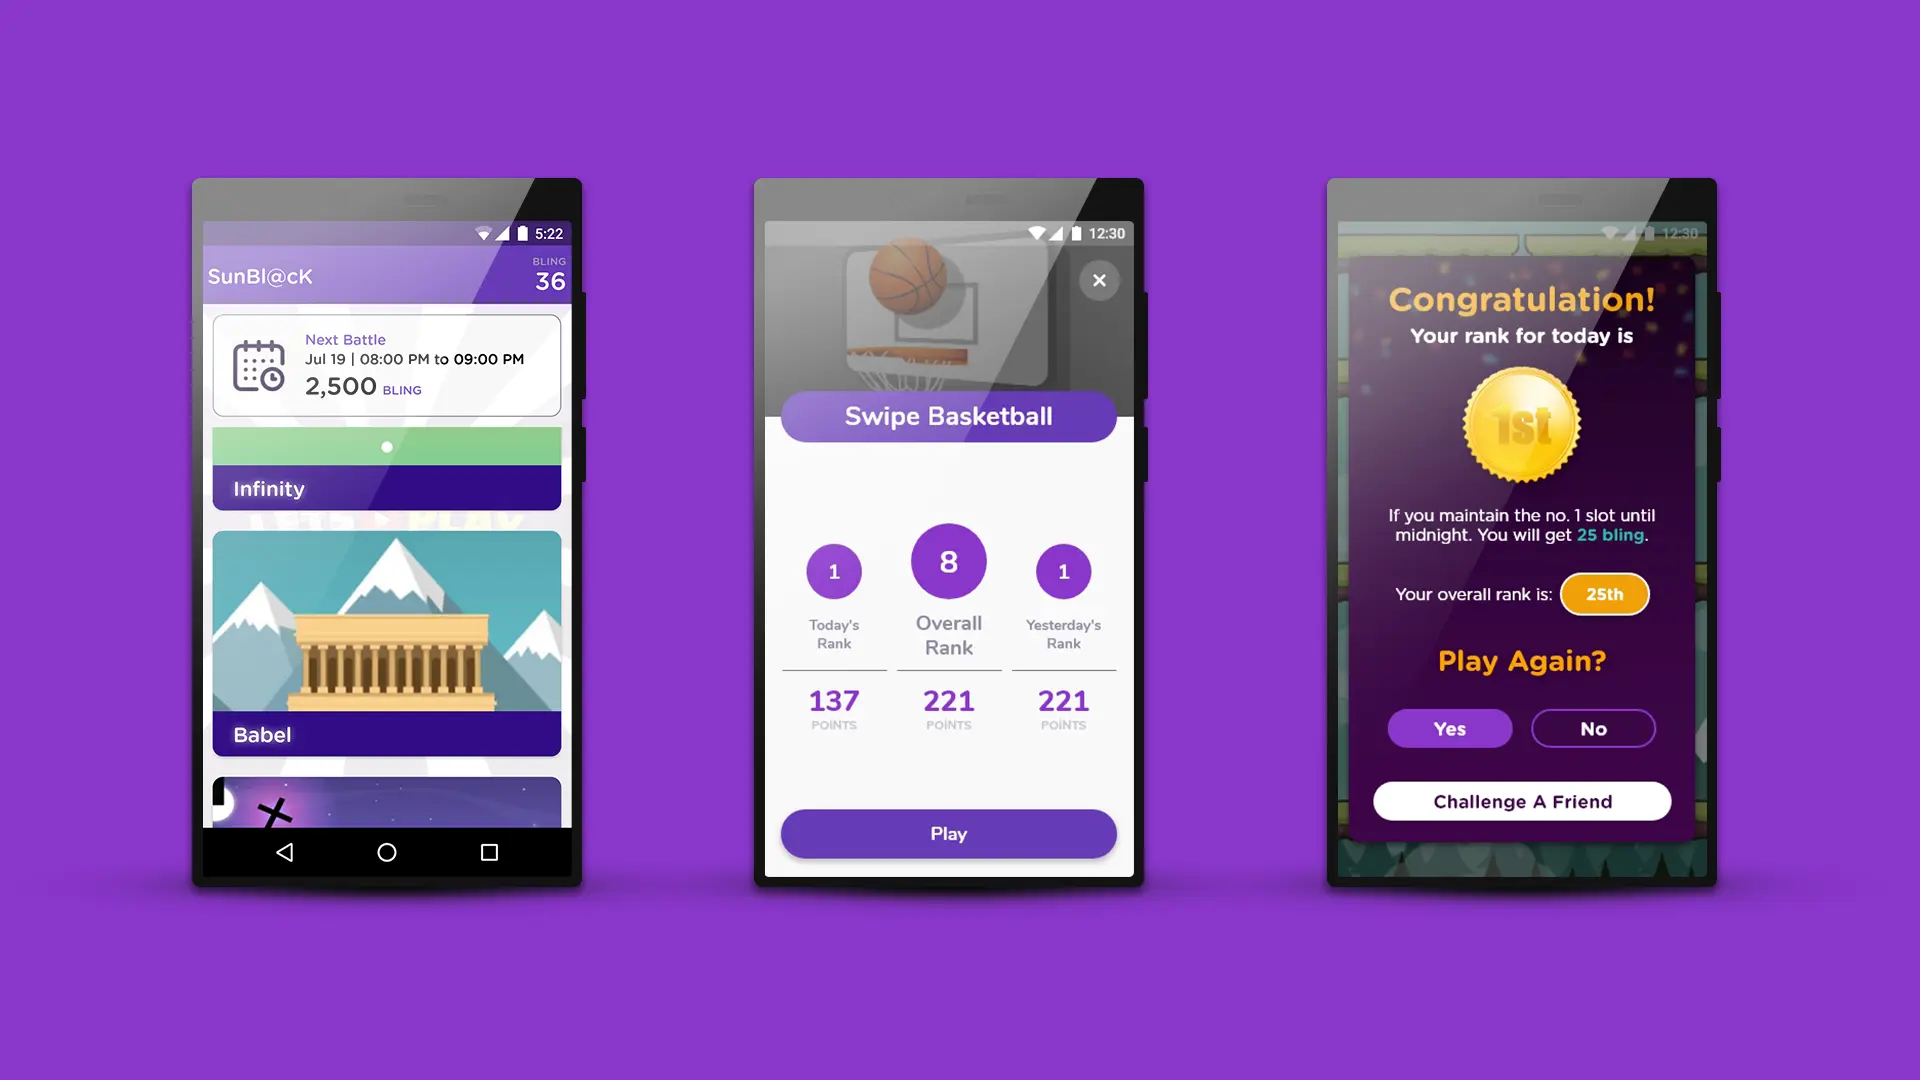 5:22
SunBl@cK
BLING
36
Next Battle
Jul 19 | 08:00 PM to 09:00 PM
2,500 BLING
Infinity
LETS PLAY
Babel
12:30
Swipe Basketball
1
8
1
Today's
Rank
Overall
Rank
Yesterday's
Rank
137
221
221
POINTS
POINTS
POINTS
Play
12:30
Congratulation!
Your rank for today is
1st
If you maintain the no. 1 slot until
midnight. You will get 25 bling.
Your overall rank is: 25th
Play Again?
Yes
No
Challenge A Friend